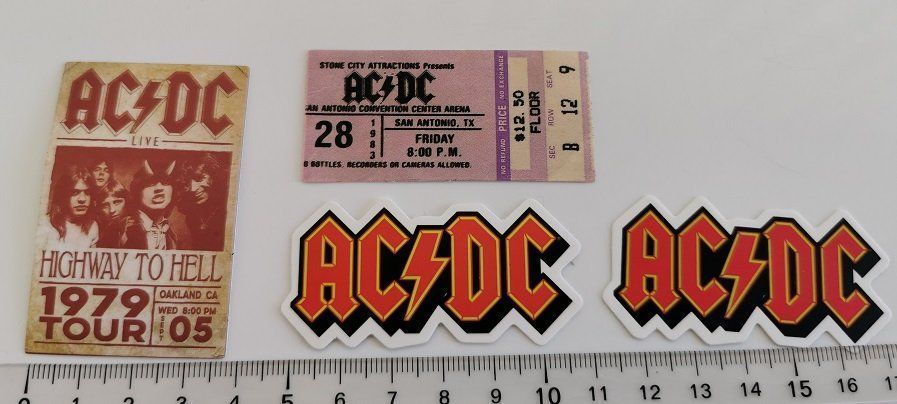 AC⚡DC
LIVE
HIGHWAY TO HELL
1979
TOUR
OAKLAND CA
WED 8:00 PM
SEPT
05
STONE CITY ATTRACTIONS Presents
AC⚡DC
AN ANTONIO CONVENTION CENTER ARENA
28
1983
SAN ANTONIO, TX
FRIDAY
8:00 P.M.
BOTTLES, RECORDERS OR CAMERAS ALLOWED.
NO REFUND PRICE NO EXCHANGE
$12.50
FLOOR
SEC ROW SEAT
B 12 9
AC⚡DC
AC⚡DC
0 1 2 3 4 5 6 7 8 9 10 11 12 13 14 15 16 17